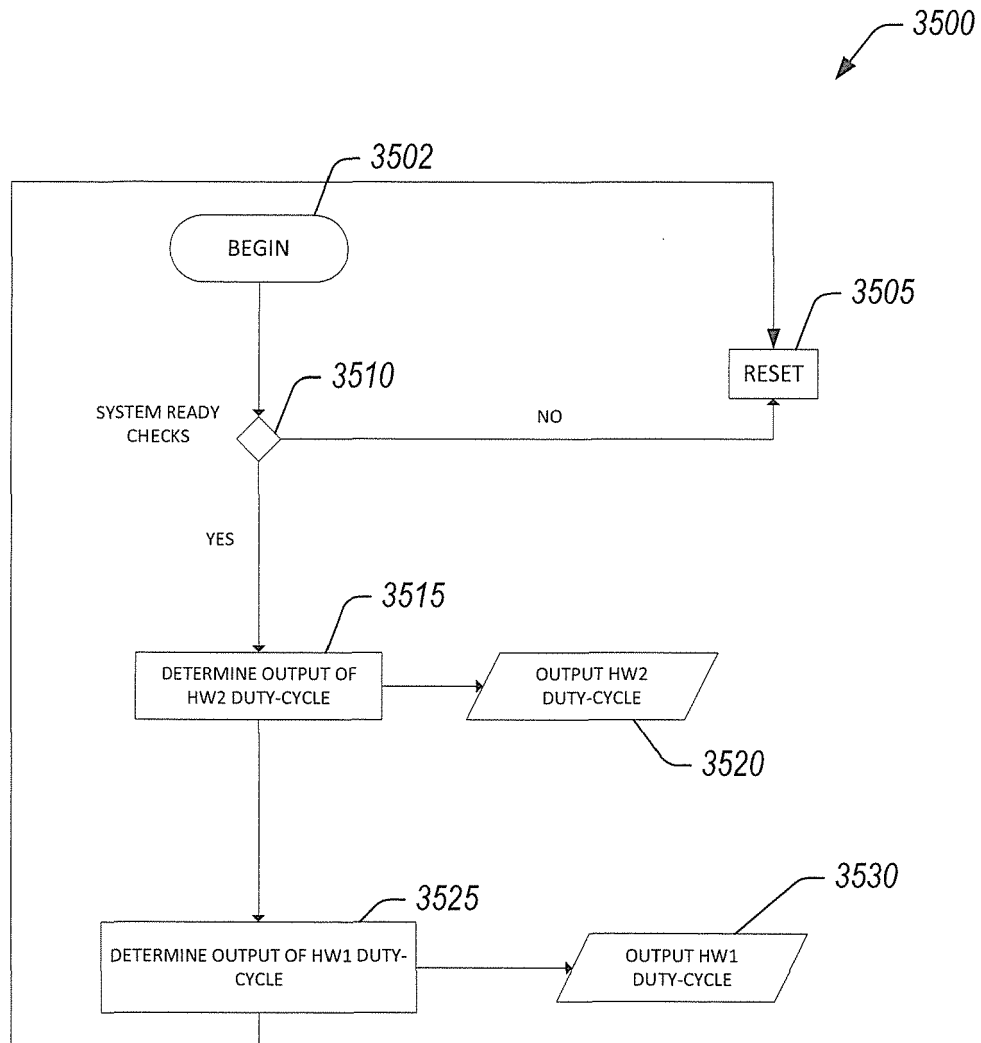 3500
3502
BEGIN
3505
RESET
3510
SYSTEM READY
CHECKS
NO
YES
3515
DETERMINE OUTPUT OF
HW2 DUTY-CYCLE
OUTPUT HW2
DUTY-CYCLE
3520
3525
DETERMINE OUTPUT OF HW1 DUTY-
CYCLE
3530
OUTPUT HW1
DUTY-CYCLE